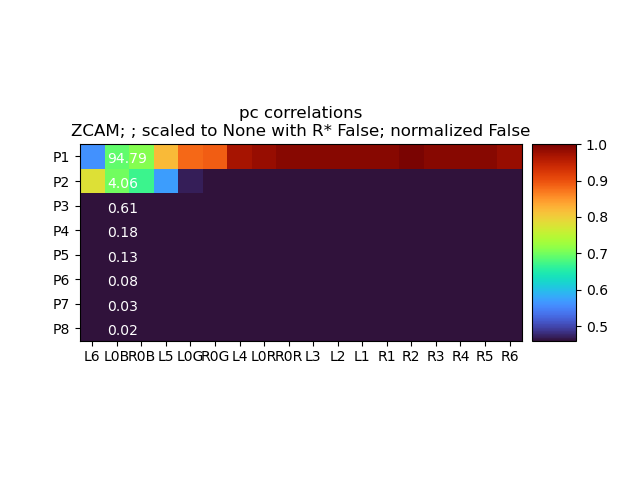 pc correlations
ZCAM; ; scaled to None with R* False; normalized False
P1 94.79
P2 4.06
P3 0.61
P4 0.18
P5 0.13
P6 0.08
P7 0.03
P8 0.02
L6 L0B R0B L5 L0G R0G L4 L0R R0R L3 L2 L1 R1 R2 R3 R4 R5 R6
1.0
0.9
0.8
0.7
0.6
0.5